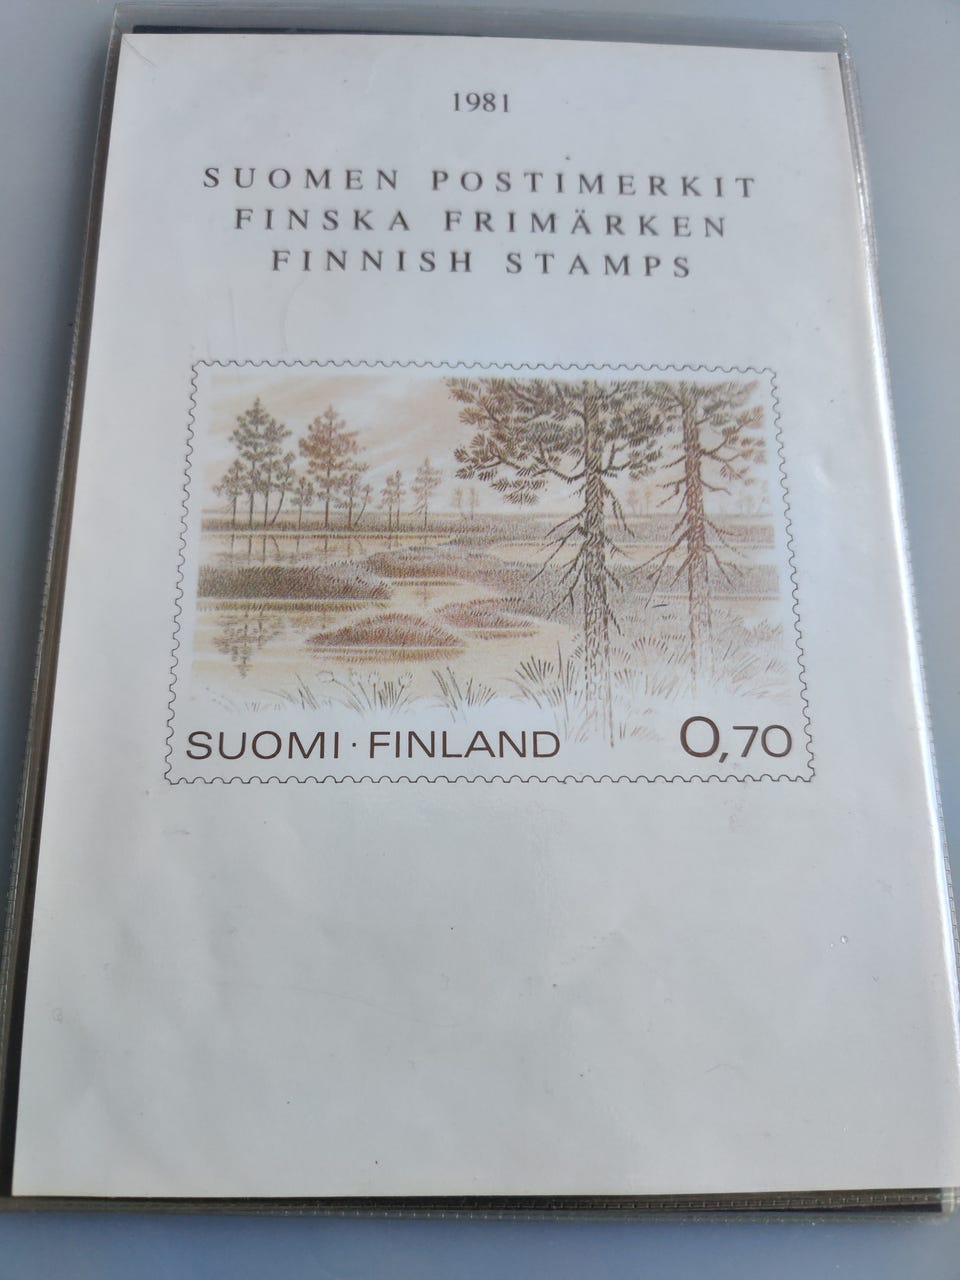 1981
SUOMEN POSTIMERKIT
FINSKA FRIMÄRKEN
FINNISH STAMPS
SUOMI · FINLAND 0,70